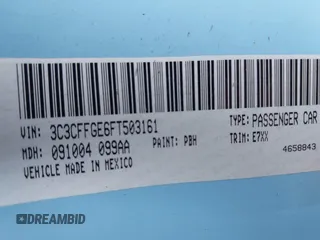 VIN: 3C3CFFGE6FT503161 TYPE: PASSENGER CAR
MDH: 091004 099AA PAINT: PBH TRIM: E7XX
VEHICLE MADE IN MEXICO 4658843
DREAMBID